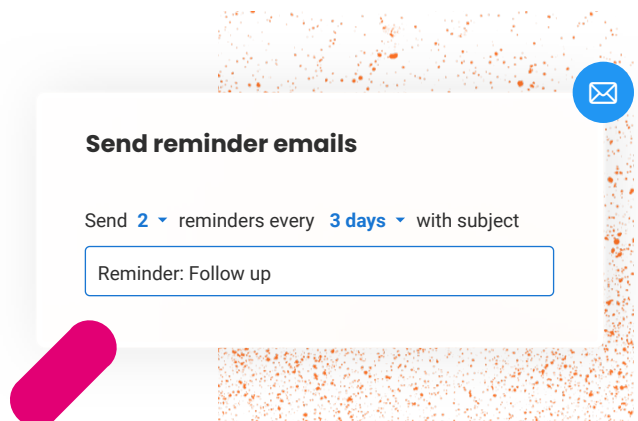 Send reminder emails
Send 2 reminders every 3 days with subject
Reminder: Follow up